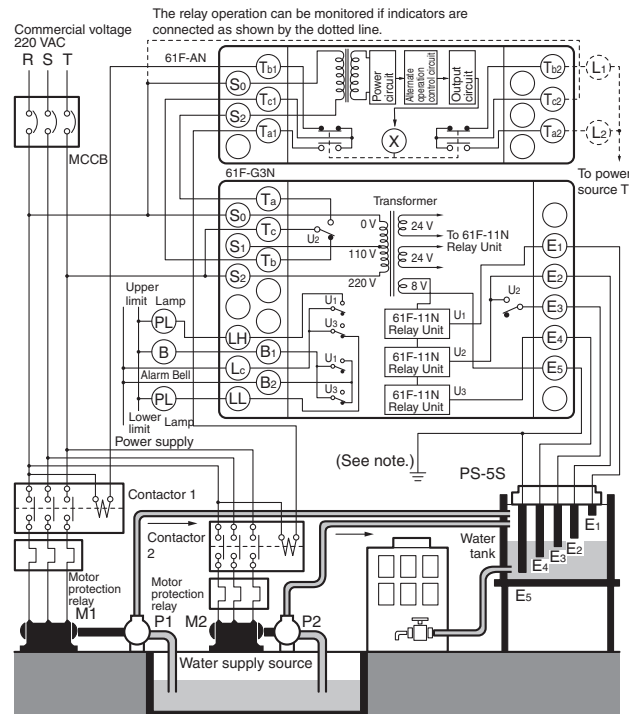 The relay operation can be monitored if indicators are
connected as shown by the dotted line.
Commercial voltage
220 VAC
R S T
61F-AN
MCCB
Tb1
S0
Tc1
S2
Ta1
Power
circuit
Alternate
operation
control circuit
Output
circuit
X
Tb2
Tc2
Ta2
L1
L2
To power
source T
61F-G3N
Ta
S0
Tc
S1
Tb
S2
U2
Transformer
0 V
110 V
220 V
24 V
24 V
8 V
To 61F-11N
Relay Unit
E1
E2
U2
E3
E4
E5
Upper
limit
Lamp
PL
LH
B
B1
Lc
Alarm Bell
B2
PL
LL
Lower
limit
Lamp
U1
U3
U1
U3
61F-11N
Relay Unit
U1
61F-11N
Relay Unit
U2
61F-11N
Relay Unit
U3
Power supply
(See note.)
PS-5S
Contactor 1
Contactor
2
Water
tank
E1
E2
E3
E4
E5
Motor
protection
relay
M1
P1
Motor
protection
relay
M2
P2
Water supply source